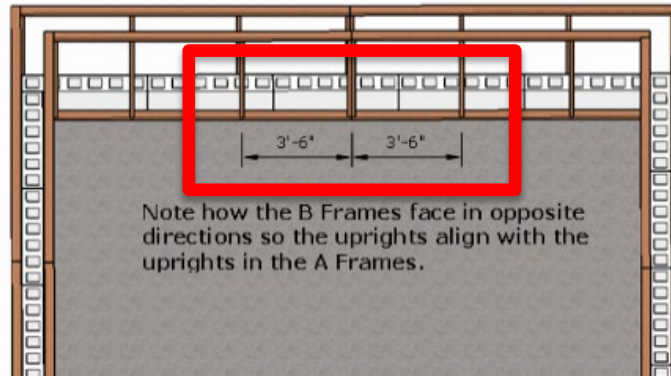 3'-6" 3'-6"
Note how the B Frames face in opposite
directions so the uprights align with the
uprights in the A Frames.